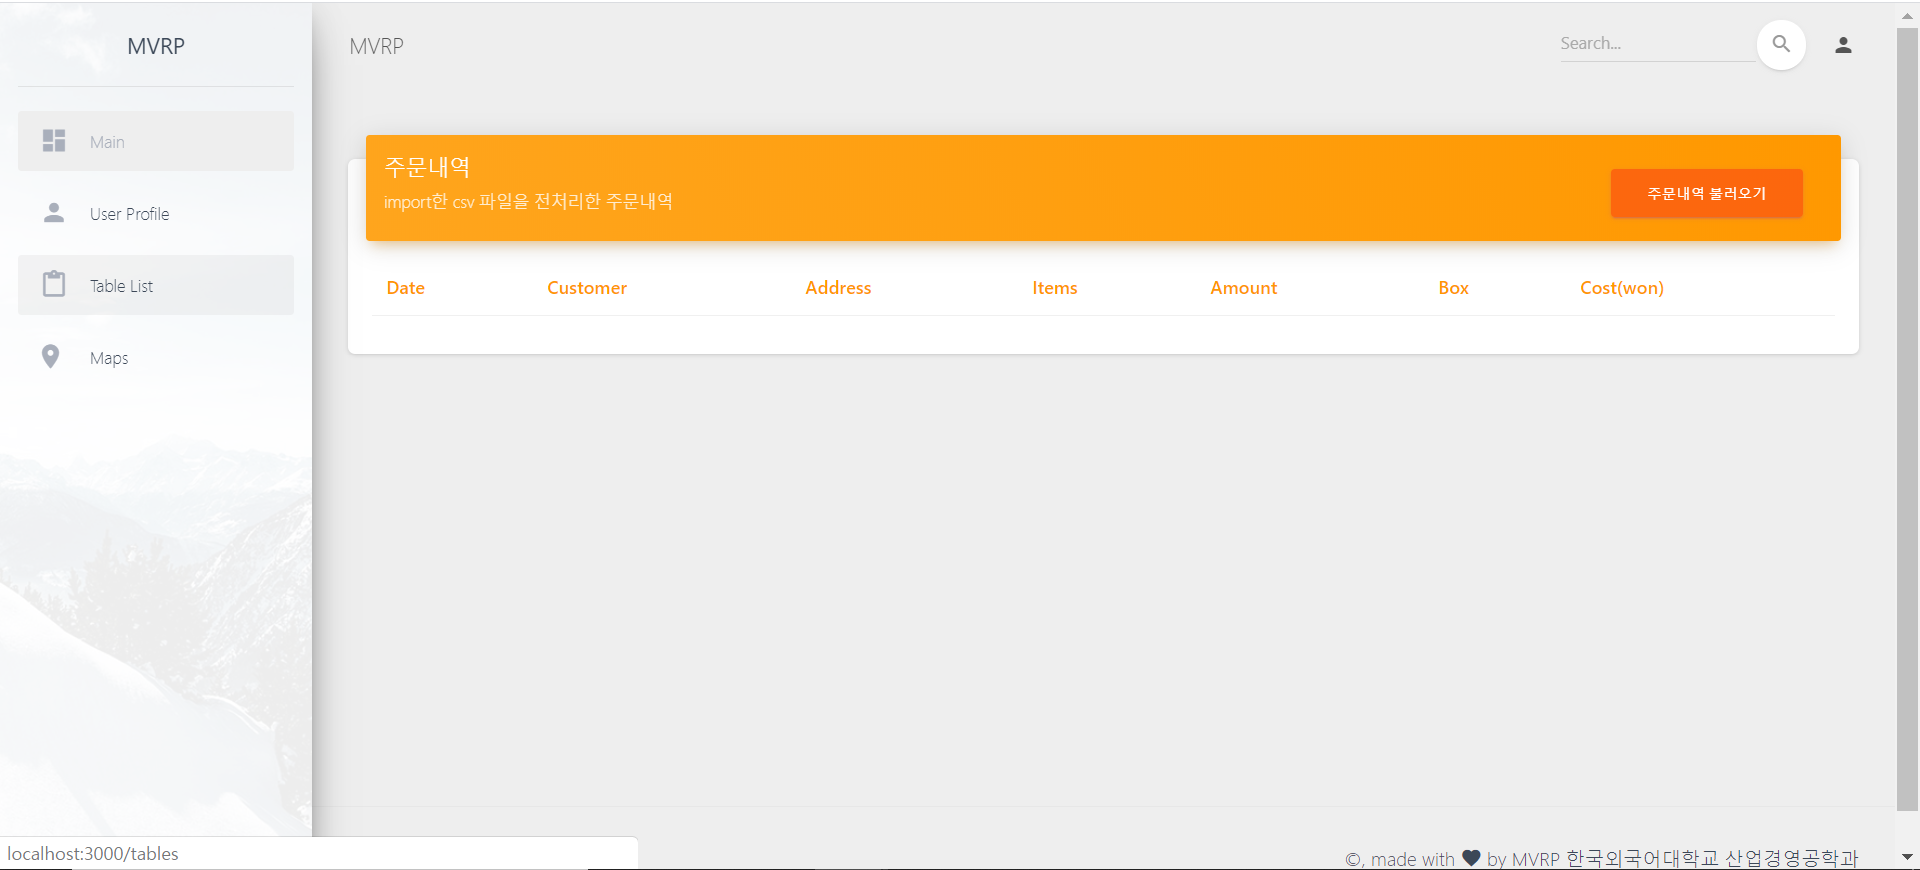 MVRP
Main
User Profile
Table List
Maps
MVRP
Search...
주문내역
import한 csv 파일을 전처리한 주문내역
주문내역 불러오기
Date Customer Address Items Amount Box Cost(won)
localhost:3000/tables
©, made with ♥ by MVRP 한국외국어대학교 산업경영공학과